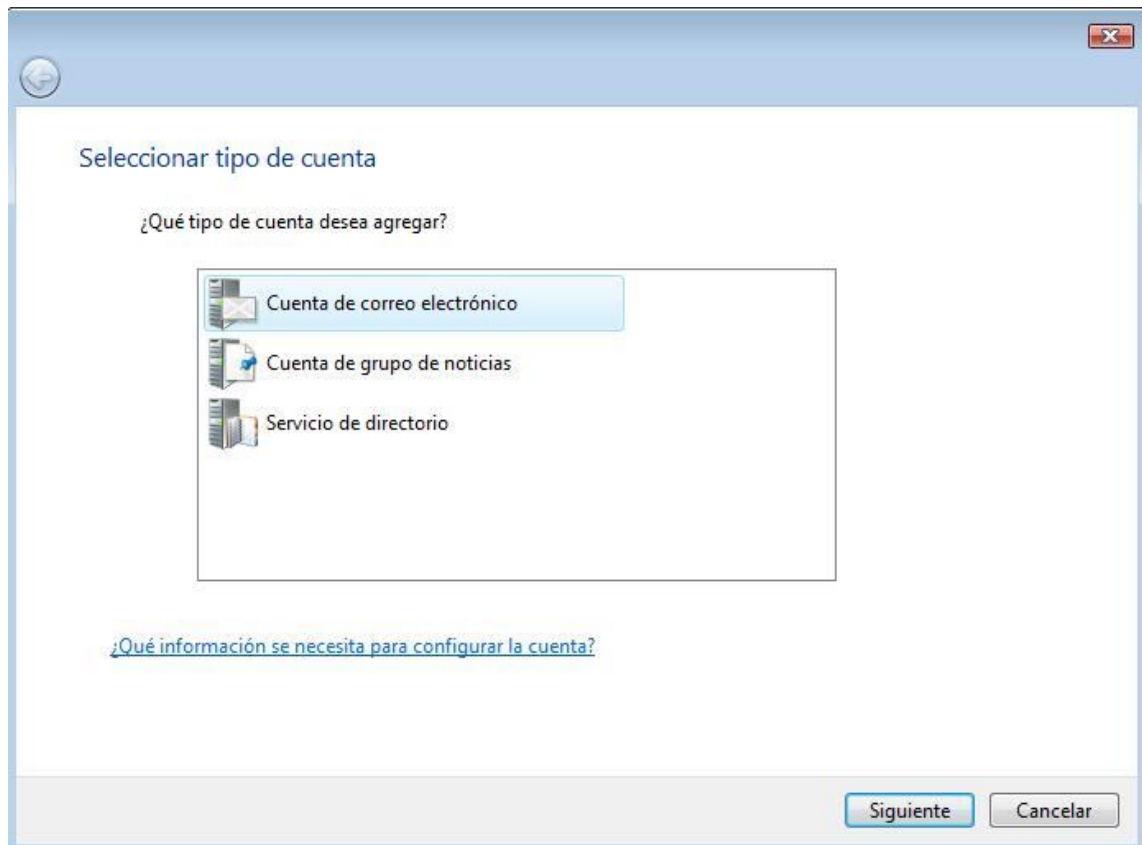 Seleccionar tipo de cuenta
¿Qué tipo de cuenta desea agregar?
Cuenta de correo electrónico
Cuenta de grupo de noticias
Servicio de directorio
¿Qué información se necesita para configurar la cuenta?
Siguiente Cancelar